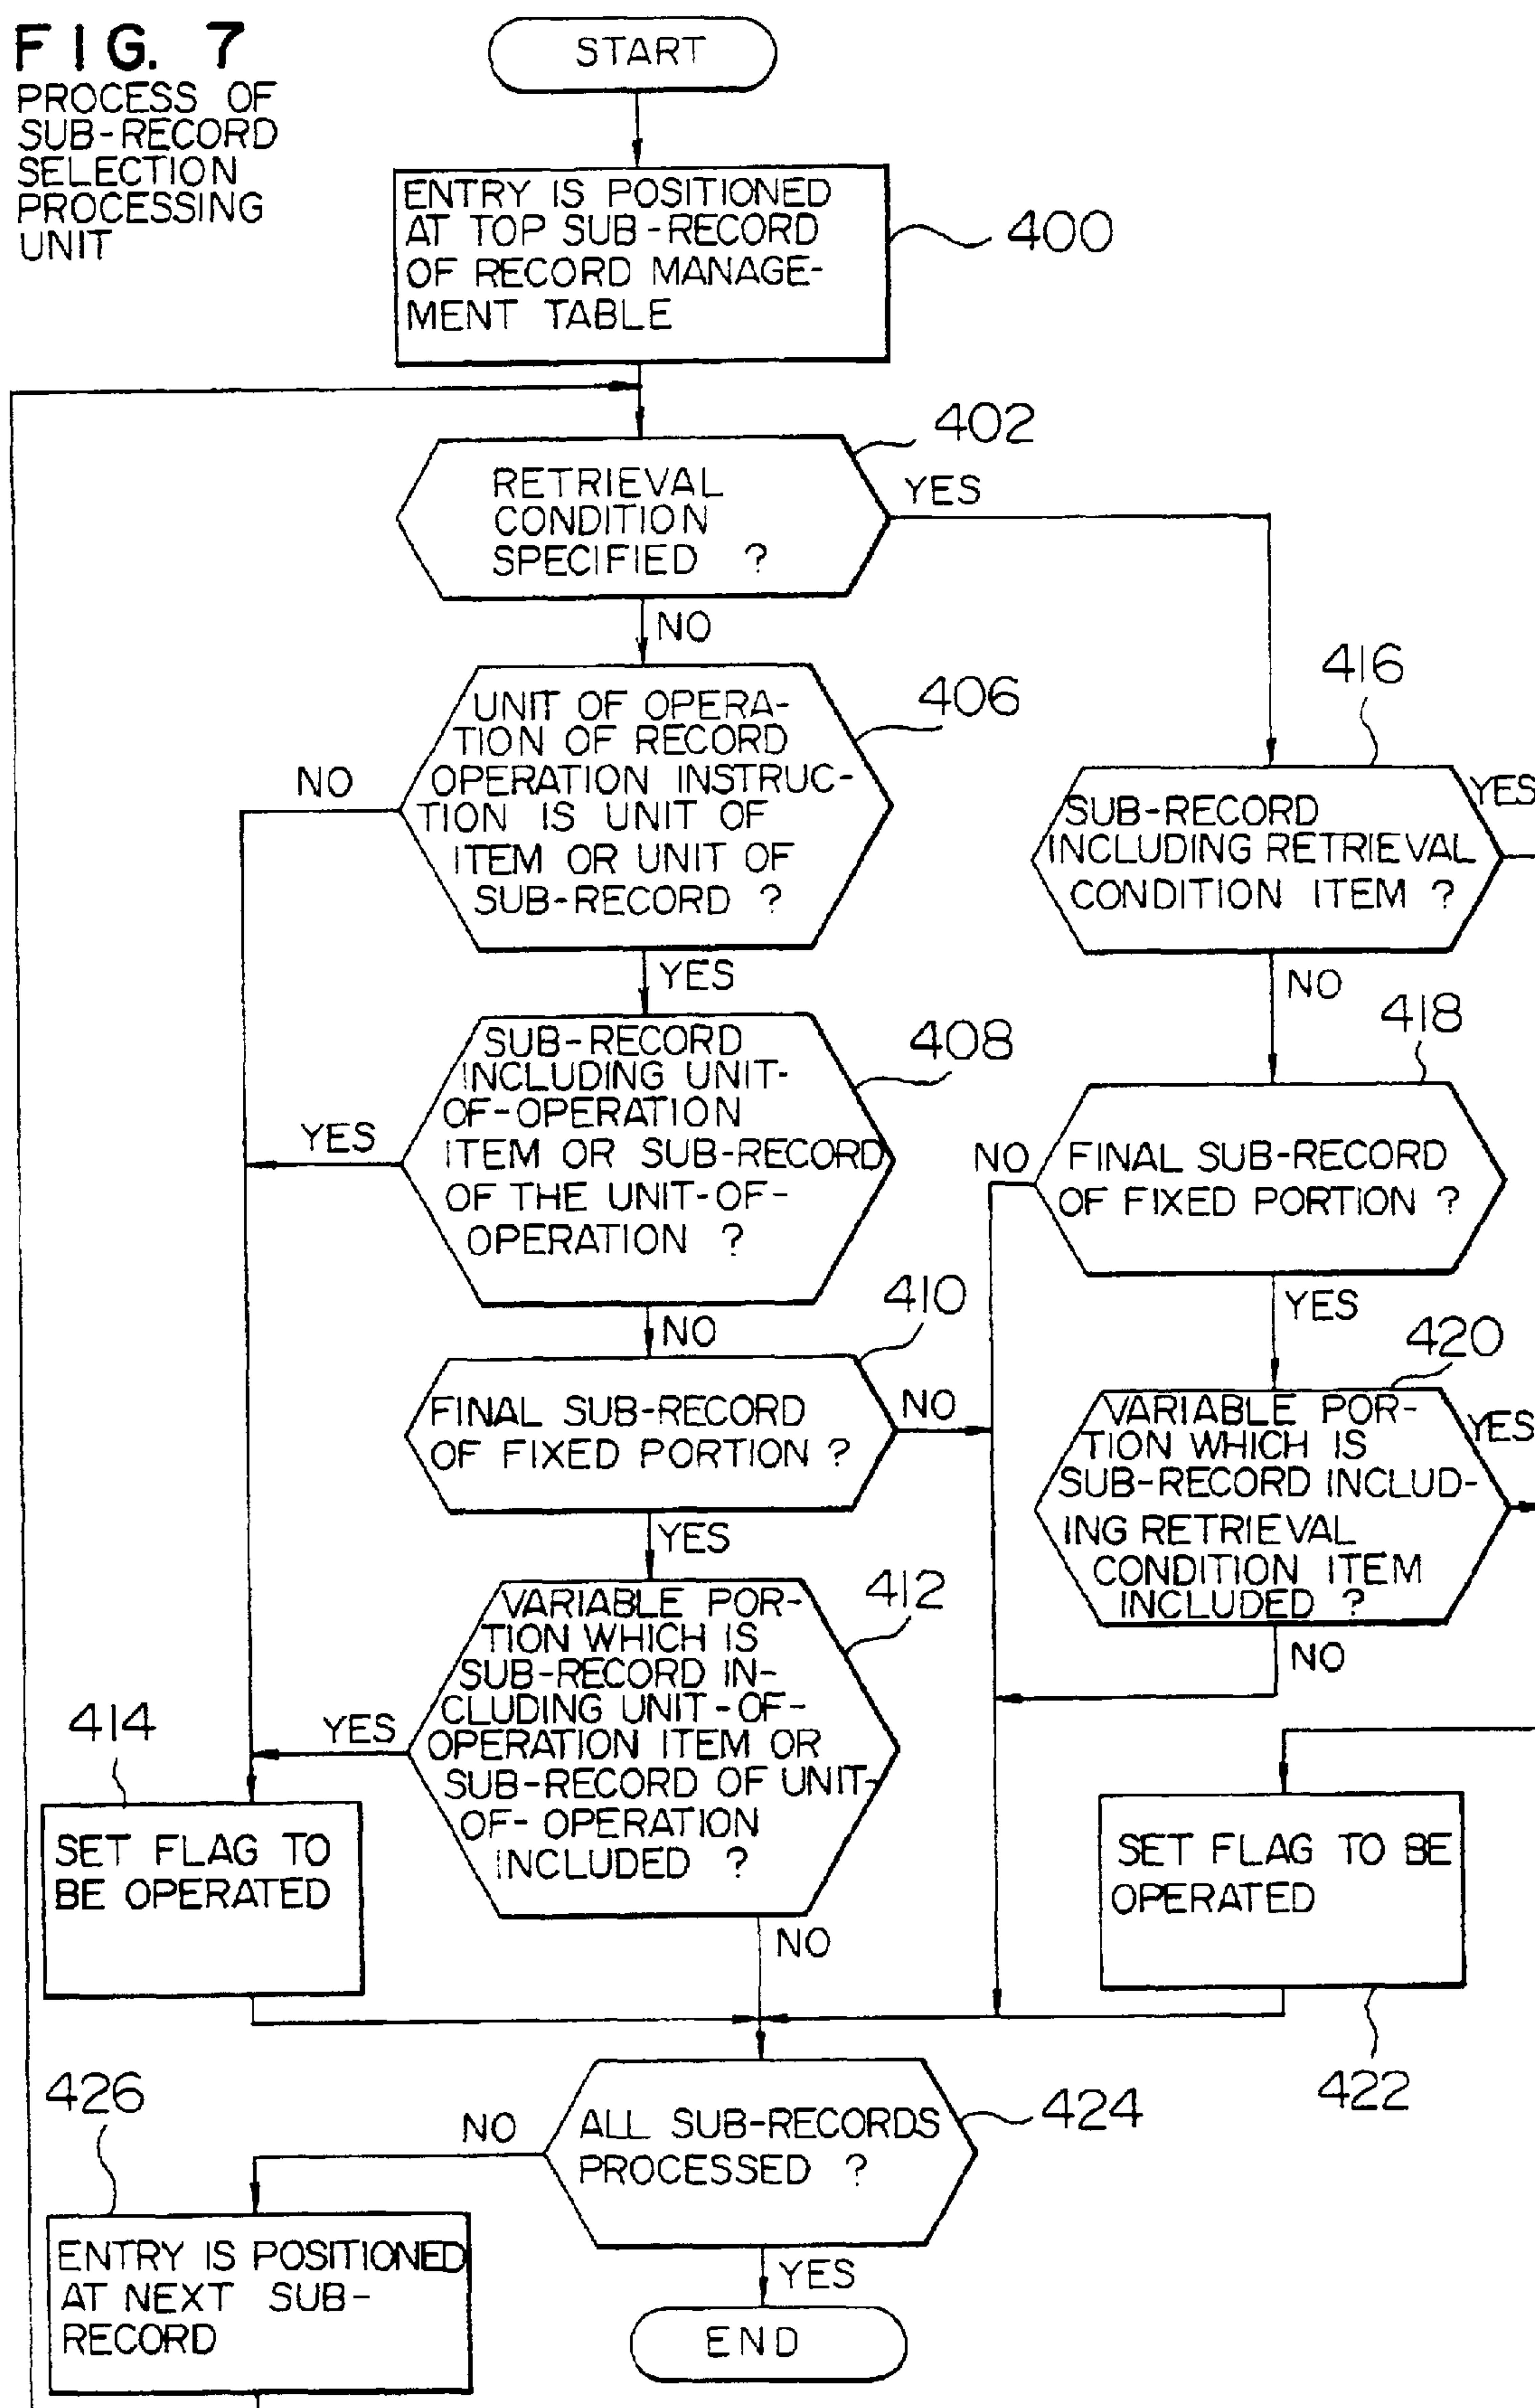 FIG. 7
PROCESS OF
SUB-RECORD
SELECTION
PROCESSING
UNIT
START
ENTRY IS POSITIONED
AT TOP SUB-RECORD
OF RECORD MANAGE-
MENT TABLE
400
402
RETRIEVAL
CONDITION
SPECIFIED ?
YES
NO
406
UNIT OF OPERA-
TION OF RECORD
OPERATION INSTRUC-
TION IS UNIT OF
ITEM OR UNIT OF
SUB-RECORD ?
NO
YES
416
SUB-RECORD
INCLUDING RETRIEVAL
CONDITION ITEM ?
YES
NO
408
SUB-RECORD
INCLUDING UNIT-
OF-OPERATION
ITEM OR SUB-RECORD
OF THE UNIT-OF-
OPERATION ?
YES
NO
418
FINAL SUB-RECORD
OF FIXED PORTION ?
NO
YES
410
FINAL SUB-RECORD
OF FIXED PORTION ?
NO
YES
420
VARIABLE POR-
TION WHICH IS
SUB-RECORD INCLUD-
ING RETRIEVAL
CONDITION ITEM
INCLUDED ?
YES
NO
412
VARIABLE POR-
TION WHICH IS
SUB-RECORD IN-
CLUDING UNIT-OF-
OPERATION ITEM OR
SUB-RECORD OF UNIT-
OF-OPERATION
INCLUDED ?
YES
NO
414
SET FLAG TO
BE OPERATED
SET FLAG TO BE
OPERATED
422
424
ALL SUB-RECORDS
PROCESSED ?
NO
YES
426
ENTRY IS POSITIONED
AT NEXT SUB-
RECORD
END